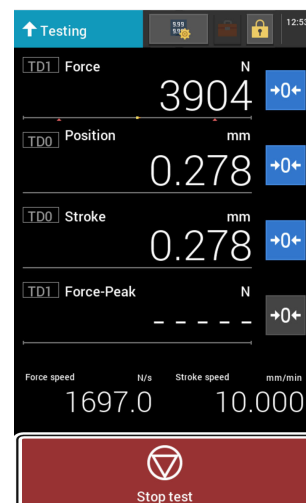 Testing 12:53
TD1 Force N
3904 →0←
TD0 Position mm
0.278 →0←
TD0 Stroke mm
0.278 →0←
TD1 Force-Peak N
- - - - - →0←
Force speed N/s Stroke speed mm/min
1697.0 10.000
Stop test